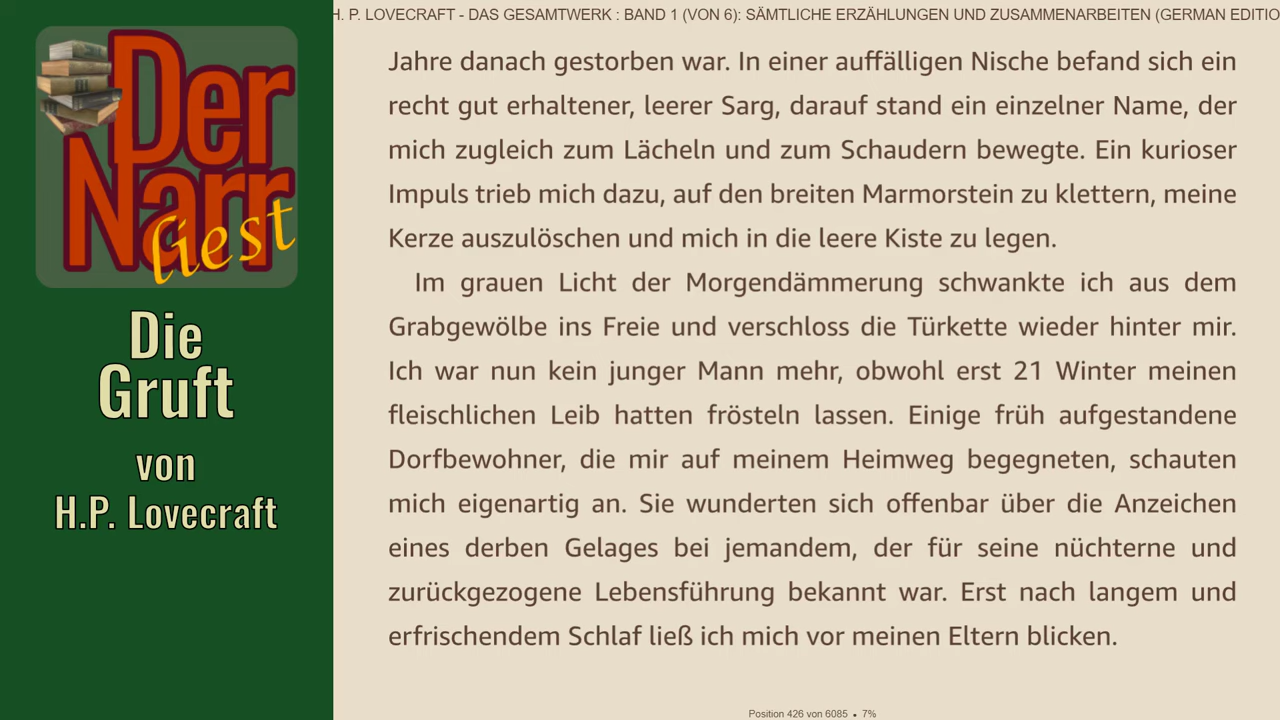 Der
Narr
liest
Die
Gruft
von
H.P. Lovecraft
H. P. LOVECRAFT - DAS GESAMTWERK : BAND 1 (VON 6): SÄMTLICHE ERZÄHLUNGEN UND ZUSAMMENARBEITEN (GERMAN EDITIO
Jahre danach gestorben war. In einer auffälligen Nische befand sich ein
recht gut erhaltener, leerer Sarg, darauf stand ein einzelner Name, der
mich zugleich zum Lächeln und zum Schaudern bewegte. Ein kurioser
Impuls trieb mich dazu, auf den breiten Marmorstein zu klettern, meine
Kerze auszulöschen und mich in die leere Kiste zu legen.
Im grauen Licht der Morgendämmerung schwankte ich aus dem
Grabgewölbe ins Freie und verschloss die Türkette wieder hinter mir.
Ich war nun kein junger Mann mehr, obwohl erst 21 Winter meinen
fleischlichen Leib hatten frösteln lassen. Einige früh aufgestandene
Dorfbewohner, die mir auf meinem Heimweg begegneten, schauten
mich eigenartig an. Sie wunderten sich offenbar über die Anzeichen
eines derben Gelages bei jemandem, der für seine nüchterne und
zurückgezogene Lebensführung bekannt war. Erst nach langem und
erfrischendem Schlaf ließ ich mich vor meinen Eltern blicken.
Position 426 von 6085 • 7%